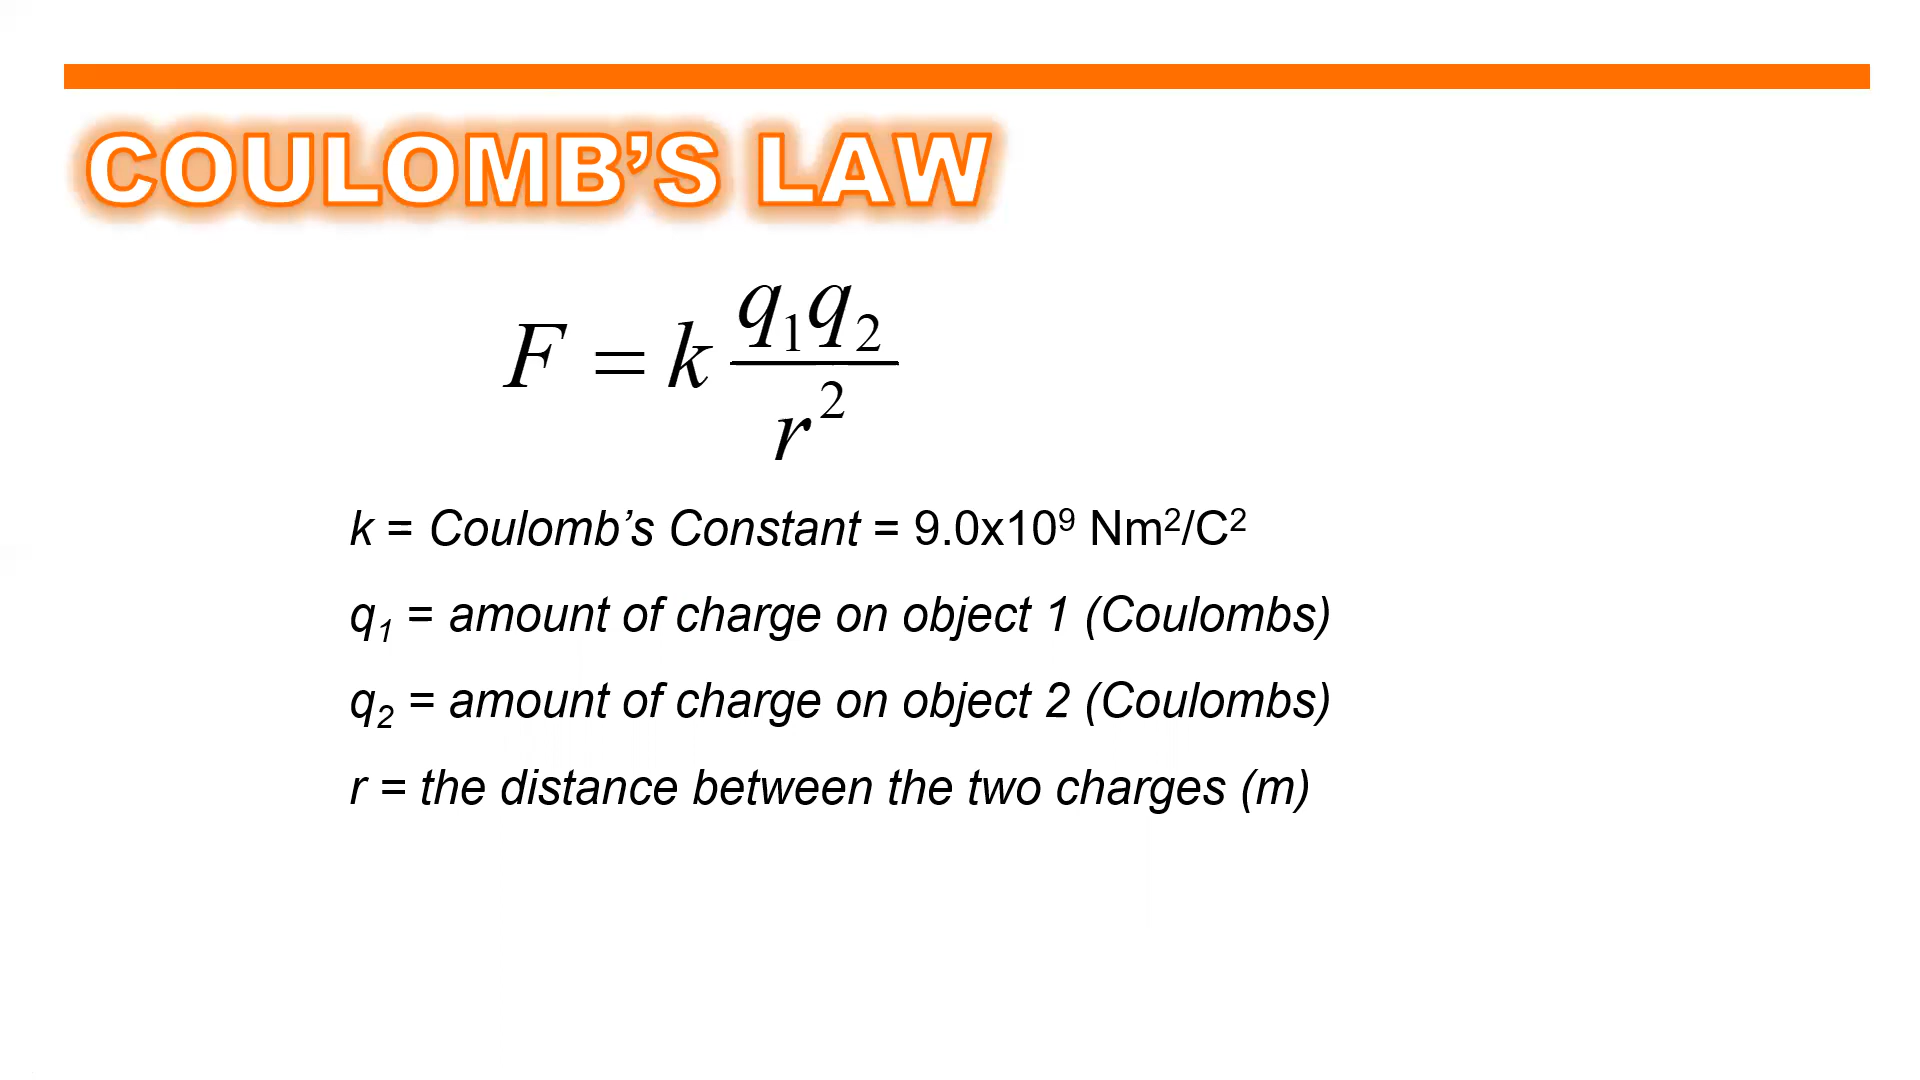 COULOMB’S LAW
F = k q₁q₂ / r²
k = Coulomb’s Constant = 9.0x10⁹ Nm²/C²
q₁ = amount of charge on object 1 (Coulombs)
q₂ = amount of charge on object 2 (Coulombs)
r = the distance between the two charges (m)